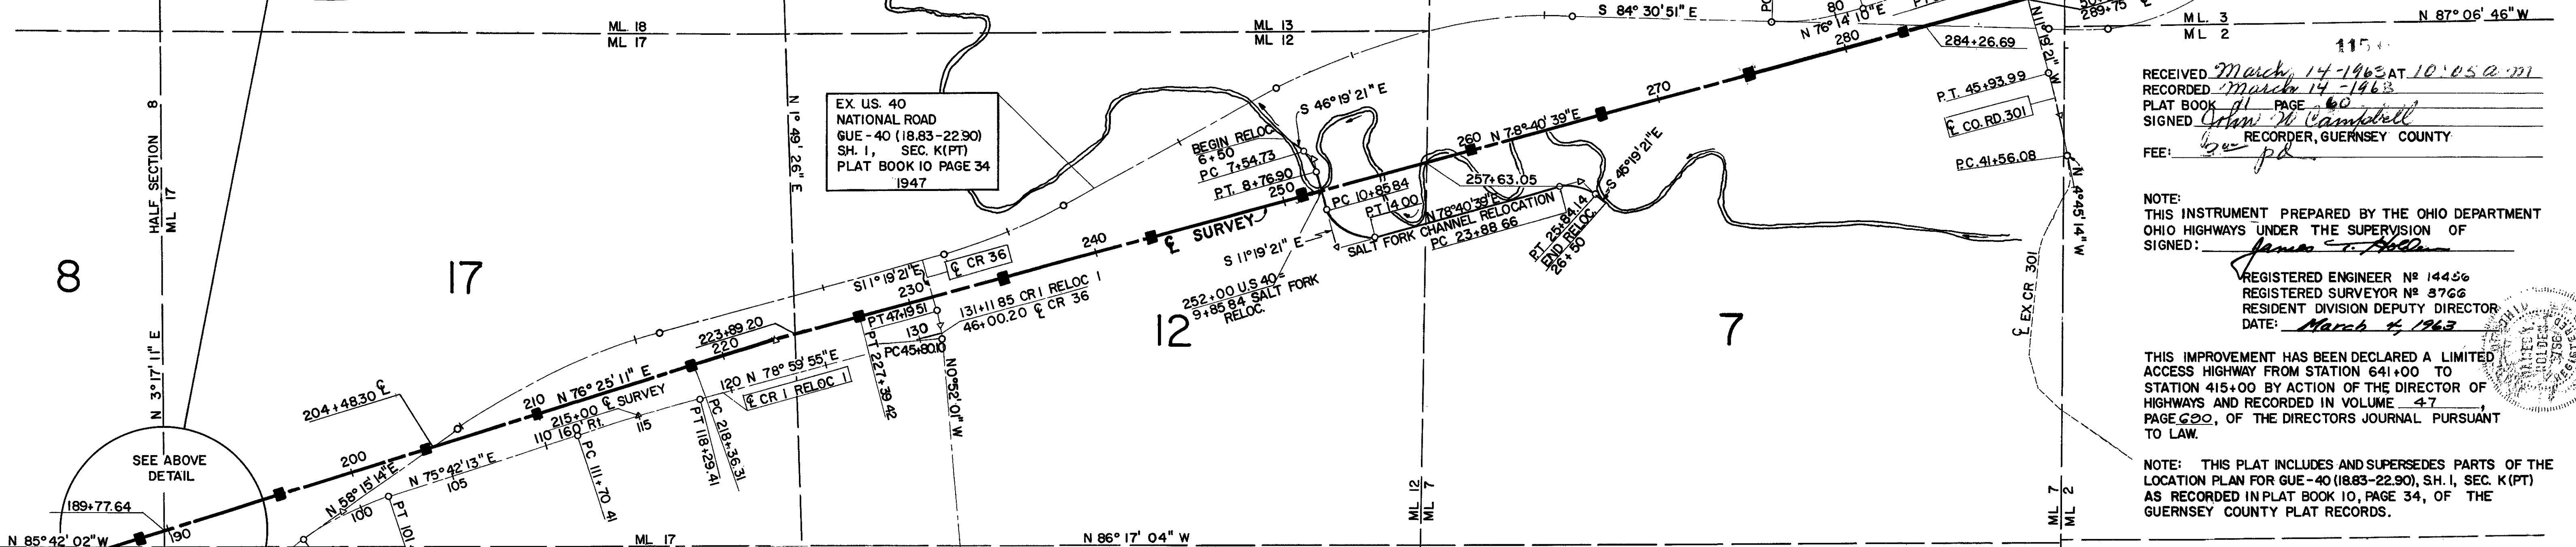 ML 18
ML 17
ML 13
ML 12
S 84° 30' 51" E
80
N 76° 14' 10" E
280
289+75
284+26.69
N 11° 19' 21" W
ML. 3
ML 2
N 87° 06' 46" W
115
HALF SECTION 8
ML 17
N 3° 17' 11" E
8
17
12
7
N 1° 49' 26" E
EX. U.S. 40
NATIONAL ROAD
GUE-40 (18.83-22.90)
SH. 1, SEC. K(PT)
PLAT BOOK 10 PAGE 34
1947
BEGIN RELOC.
6+50
PC 7+54.73
P.T. 8+76.90
250
S 46° 19' 21" E
PC 10+85.84
PT 14.00
N 78° 40' 39" E
SALT FORK CHANNEL RELOCATION
PC 23+88.66
257+63.05
260
N 78° 40' 39" E
270
S 46° 19' 21" E
PT 25+84.14
END RELOC.
26+50
S 11° 19' 21" E
252+00 U.S 40=
9+85.84 SALT FORK
RELOC.
℄ SURVEY
240
℄ CR 36
S 11° 19' 21" E
230
131+11.85 CR 1 RELOC 1
46+00.20 ℄ CR 36
PT 47+19.51
130
PC 45+80.10
PT 227+39.42
N 0° 52' 01" W
223+89.20
220
120 N 78° 59' 55" E
℄ CR 1 RELOC 1
PC 218+36.31
PT 118+29.41
210 N 76° 25' 11" E
215+00 ℄ SURVEY
110 160' Rt.
115
PC 111+70.41
204+48.30 ℄
200
N 58° 15' 14" E
N 75° 42' 13" E
100
105
PT 101
SEE ABOVE
DETAIL
189+77.64
190
N 85° 42' 02" W
ML 17
N 86° 17' 04" W
ML 12
ML 7
ML 7
ML 2
P.T. 45+93.99
℄ CO. RD. 301
P.C. 41+56.08
N 4° 45' 14" W
℄ EX CR 301
RECEIVED March, 14-1963 AT 10:05 a m
RECORDED March 14-1963
PLAT BOOK 11 PAGE 60
SIGNED John W Campbell
RECORDER, GUERNSEY COUNTY
FEE: pd
NOTE:
THIS INSTRUMENT PREPARED BY THE OHIO DEPARTMENT
OHIO HIGHWAYS UNDER THE SUPERVISION OF
SIGNED: James T. Holden
REGISTERED ENGINEER Nº 14456
REGISTERED SURVEYOR Nº 3766
RESIDENT DIVISION DEPUTY DIRECTOR
DATE: March 4, 1963
THIS IMPROVEMENT HAS BEEN DECLARED A LIMITED
ACCESS HIGHWAY FROM STATION 641+00 TO
STATION 415+00 BY ACTION OF THE DIRECTOR OF
HIGHWAYS AND RECORDED IN VOLUME 47,
PAGE 690, OF THE DIRECTORS JOURNAL PURSUANT
TO LAW.
NOTE: THIS PLAT INCLUDES AND SUPERSEDES PARTS OF THE
LOCATION PLAN FOR GUE-40 (18.83-22.90), S.H. 1, SEC. K(PT)
AS RECORDED IN PLAT BOOK 10, PAGE 34, OF THE
GUERNSEY COUNTY PLAT RECORDS.